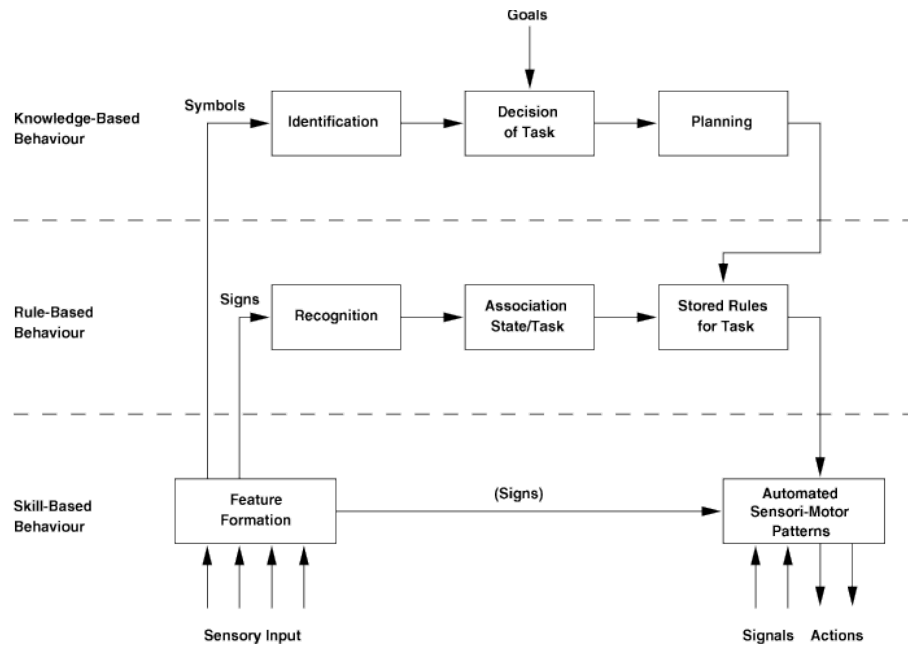 Goals
Symbols
Knowledge-Based
Behaviour
Identification
Decision
of Task
Planning
Signs
Rule-Based
Behaviour
Recognition
Association
State/Task
Stored Rules
for Task
Skill-Based
Behaviour
Feature
Formation
(Signs)
Automated
Sensori-Motor
Patterns
Sensory Input
Signals
Actions